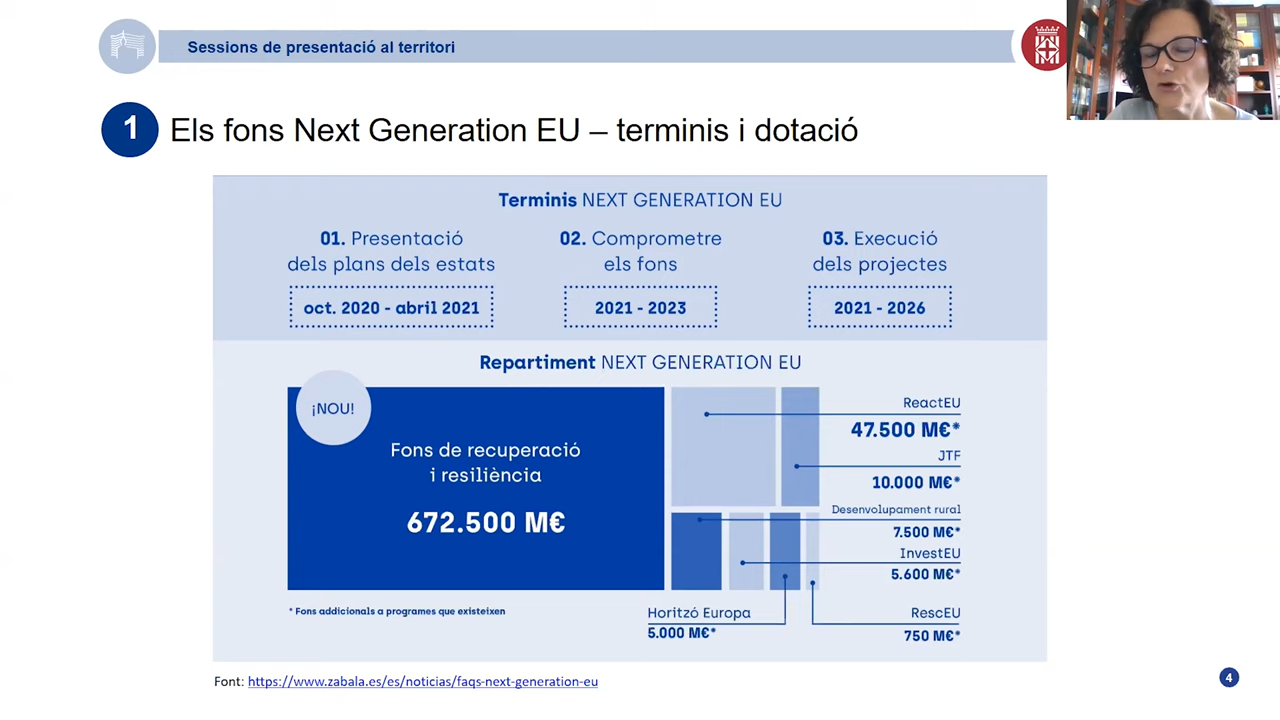 Sessions de presentació al territori
1
Els fons Next Generation EU – terminis i dotació
Terminis NEXT GENERATION EU
01. Presentació
dels plans dels estats
oct. 2020 - abril 2021
02. Comprometre
els fons
2021 - 2023
03. Execució
dels projectes
2021 - 2026
Repartiment NEXT GENERATION EU
¡NOU!
Fons de recuperació
i resiliència
672.500 M€
ReactEU
47.500 M€*
JTF
10.000 M€*
Desenvolupament rural
7.500 M€*
InvestEU
5.600 M€*
Horitzó Europa
5.000 M€*
RescEU
750 M€*
* Fons addicionals a programes que existeixen
Font: https://www.zabala.es/es/noticias/faqs-next-generation-eu
4